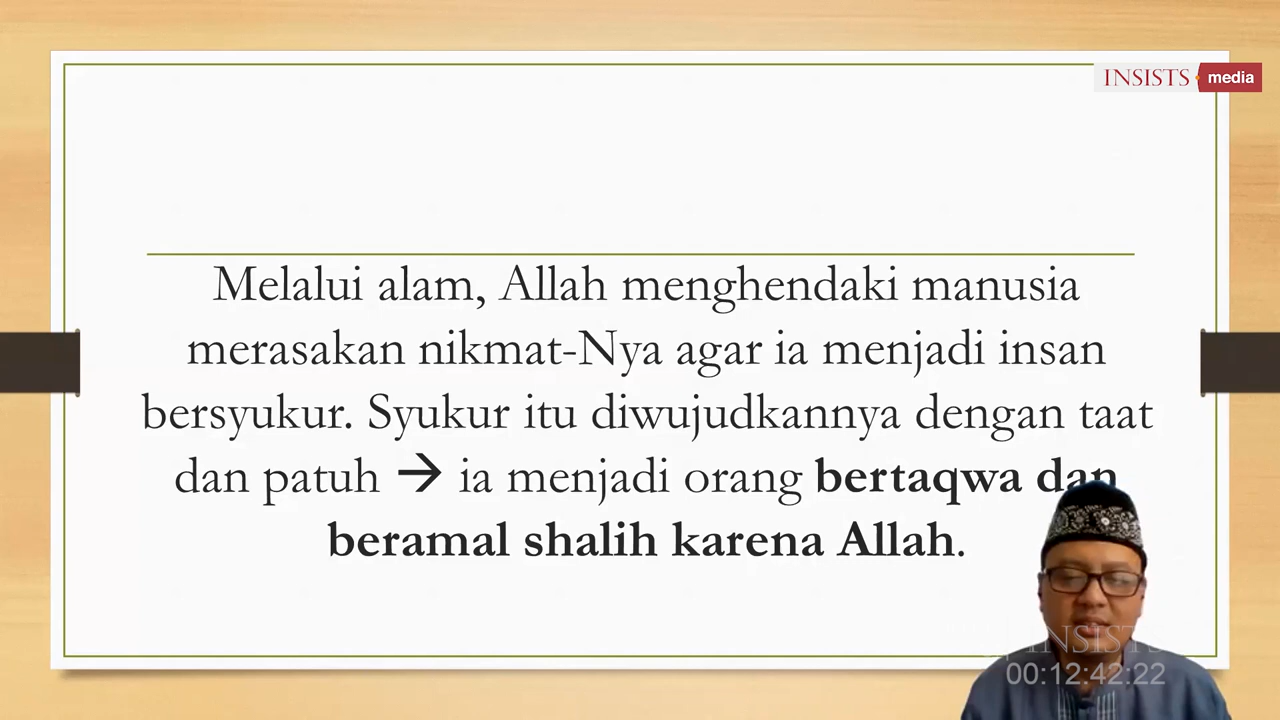 INSISTS media
Melalui alam, Allah menghendaki manusia
merasakan nikmat-Nya agar ia menjadi insan
bersyukur. Syukur itu diwujudkannya dengan taat
dan patuh → ia menjadi orang bertaqwa dan
beramal shalih karena Allah.
INSISTS
00:12:42:22